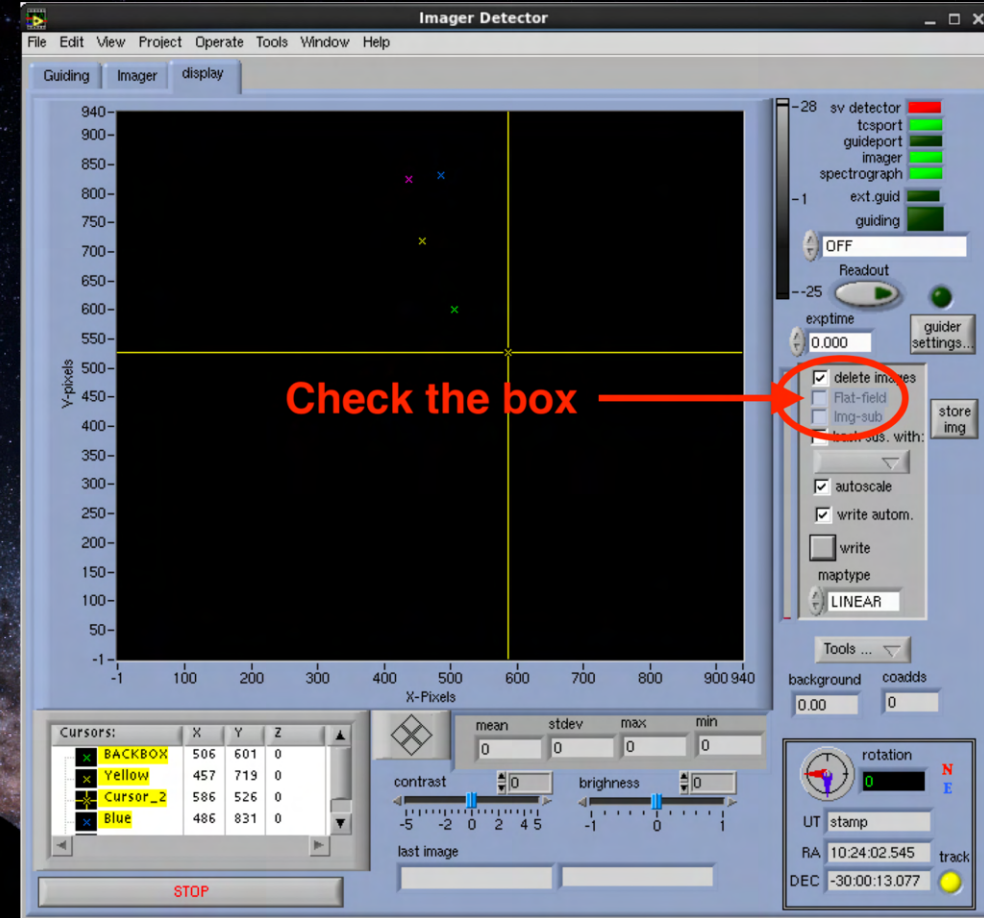 Imager Detector
File Edit View Project Operate Tools Window Help
Guiding Imager display
940
900
850
800
750
700
650
600
550
500
450
400
350
300
250
200
150
100
50
-1
Y-pixels
-1 100 200 300 400 500 600 700 800 900 940
X-Pixels
Check the box
28
-1
-25
sv detector
tcsport
guideport
imager
spectrograph
ext.guid
guiding
OFF
Readout
exptime
0.000
guider
settings...
delete images
Flat-field
Img-sub
sus. with:
store
img
autoscale
write autom.
write
maptype
LINEAR
Tools ...
background coadds
0.00 0
Cursors: X Y Z
BACKBOX 506 601 0
Yellow 457 719 0
Cursor_2 586 526 0
Blue 486 831 0
STOP
mean stdev max min
0 0 0 0
contrast 0
-5 -2 0 2 4 5
brighness 0
-1 0 1
last image
rotation
0
N
E
UT stamp
RA 10:24:02.545
DEC -30:00:13.077
track